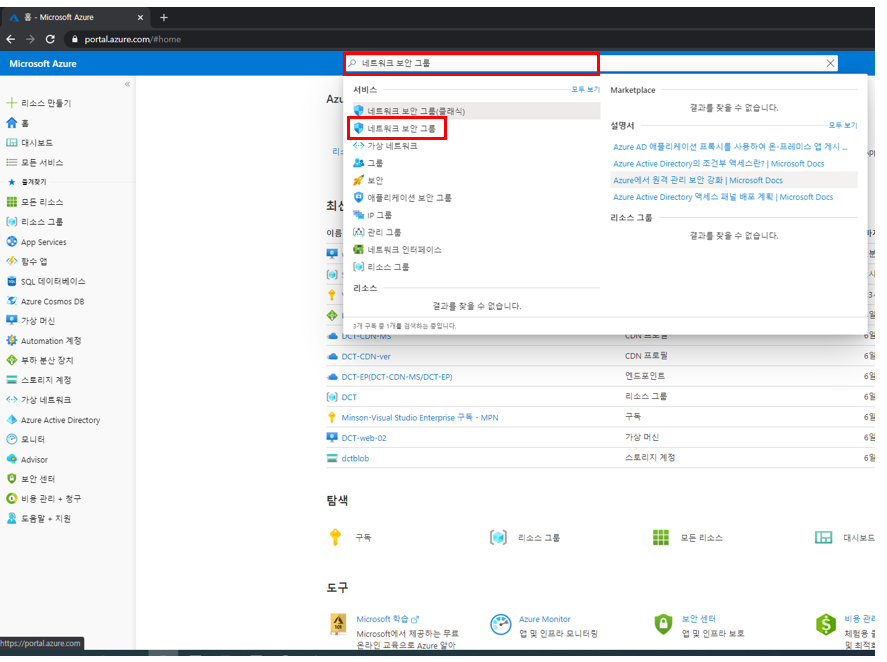 홈 - Microsoft Azure
portal.azure.com/#home
Microsoft Azure
네트워크 보안 그룹
리소스 만들기
홈
대시보드
모든 서비스
즐겨찾기
모든 리소스
리소스 그룹
App Services
함수 앱
SQL 데이터베이스
Azure Cosmos DB
가상 머신
Automation 계정
부하 분산 장치
스토리지 계정
가상 네트워크
Azure Active Directory
모니터
Advisor
보안 센터
비용 관리 + 청구
도움말 + 지원
https://portal.azure.com
서비스 모두 보기
네트워크 보안 그룹(클래식)
네트워크 보안 그룹
가상 네트워크
그룹
보안
애플리케이션 보안 그룹
IP 그룹
관리 그룹
네트워크 인터페이스
리소스 그룹
리소스
결과를 찾을 수 없습니다.
3개 구독 중 1개를 검색하는 중입니다.
Marketplace
결과를 찾을 수 없습니다.
설명서 모두 보기
Azure AD 애플리케이션 프록시를 사용하여 온-프레미스 앱 게시 ...
Azure Active Directory의 조건부 액세스란? | Microsoft Docs
Azure에서 원격 관리 보안 강화 | Microsoft Docs
Azure Active Directory 액세스 패널 배포 계획 | Microsoft Docs
리소스 그룹
결과를 찾을 수 없습니다.
Azu
최신
이름
DCT-CDN-MS CDN 프로필
DCT-CDN-ver CDN 프로필
DCT-EP(DCT-CDN-MS/DCT-EP) 엔드포인트
DCT 리소스 그룹
Minson-Visual Studio Enterprise 구독 - MPN 구독
DCT-web-02 가상 머신
dctblob 스토리지 계정
탐색
구독 리소스 그룹 모든 리소스 대시보드
도구
Microsoft 학습 Azure Monitor 보안 센터 비용 관리
Microsoft에서 제공하는 무료 앱 및 인프라 모니터링 앱 및 인프라 보호
온라인 교육으로 Azure 알아